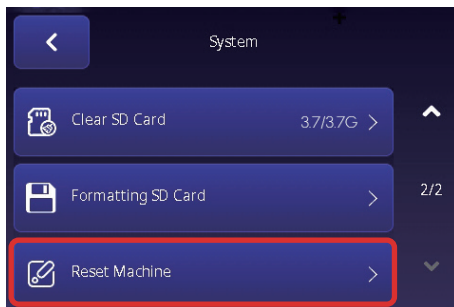 System
Clear SD Card 3.7/3.7G
Formatting SD Card
2/2
Reset Machine